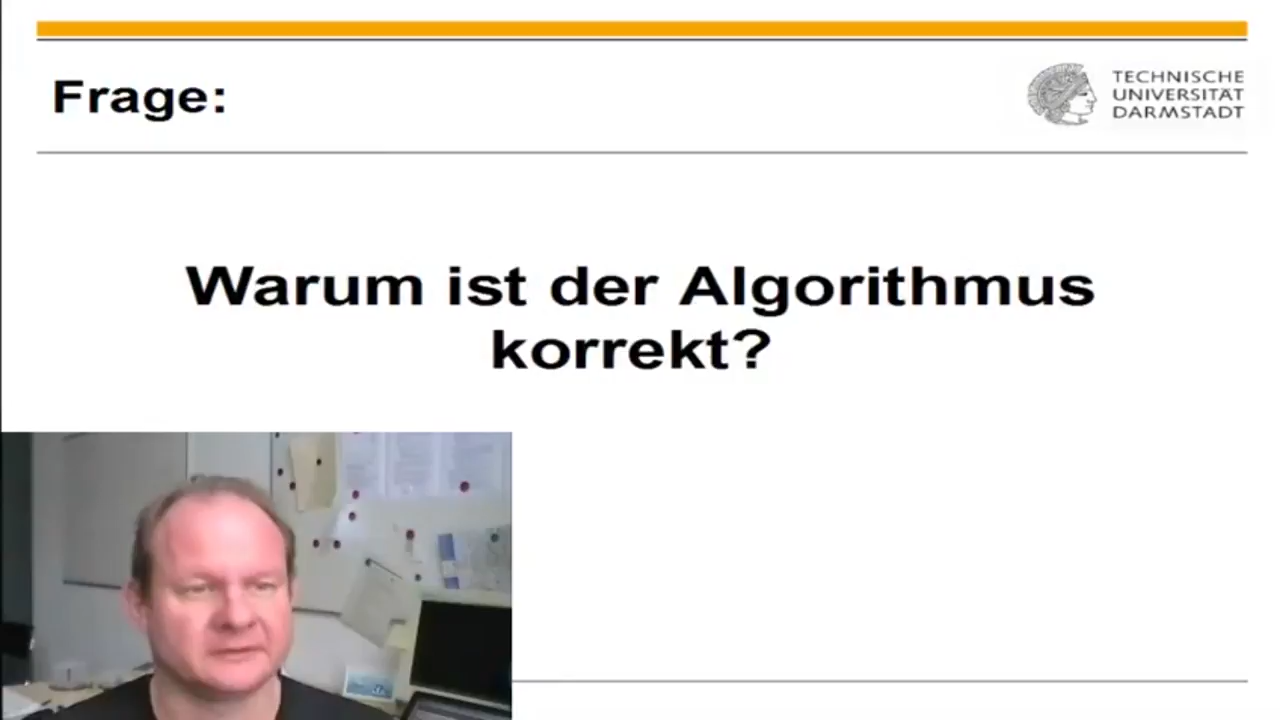 Frage:
TECHNISCHE
UNIVERSITÄT
DARMSTADT
Warum ist der Algorithmus
korrekt?